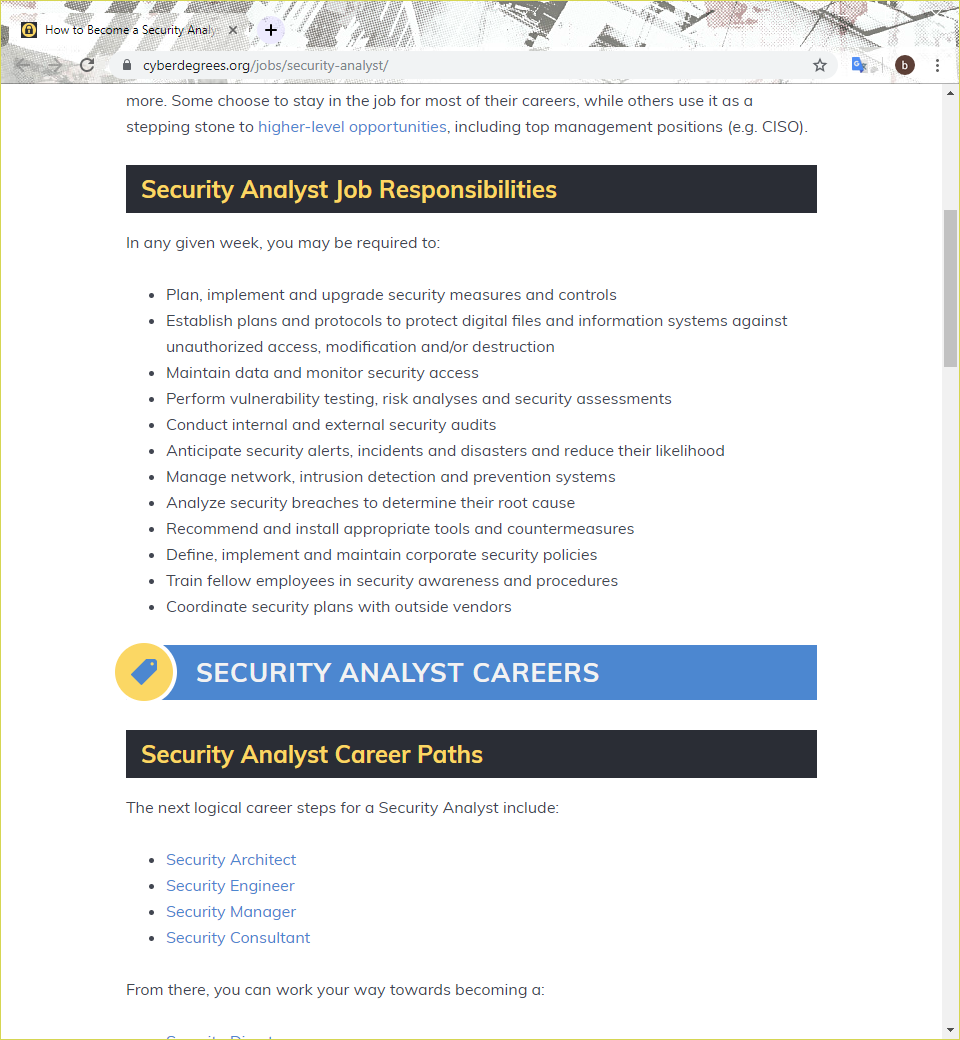 How to Become a Security Analy
cyberdegrees.org/jobs/security-analyst/
b
more. Some choose to stay in the job for most of their careers, while others use it as a
stepping stone to higher-level opportunities, including top management positions (e.g. CISO).
Security Analyst Job Responsibilities
In any given week, you may be required to:
Plan, implement and upgrade security measures and controls
Establish plans and protocols to protect digital files and information systems against
unauthorized access, modification and/or destruction
Maintain data and monitor security access
Perform vulnerability testing, risk analyses and security assessments
Conduct internal and external security audits
Anticipate security alerts, incidents and disasters and reduce their likelihood
Manage network, intrusion detection and prevention systems
Analyze security breaches to determine their root cause
Recommend and install appropriate tools and countermeasures
Define, implement and maintain corporate security policies
Train fellow employees in security awareness and procedures
Coordinate security plans with outside vendors
SECURITY ANALYST CAREERS
Security Analyst Career Paths
The next logical career steps for a Security Analyst include:
Security Architect
Security Engineer
Security Manager
Security Consultant
From there, you can work your way towards becoming a: